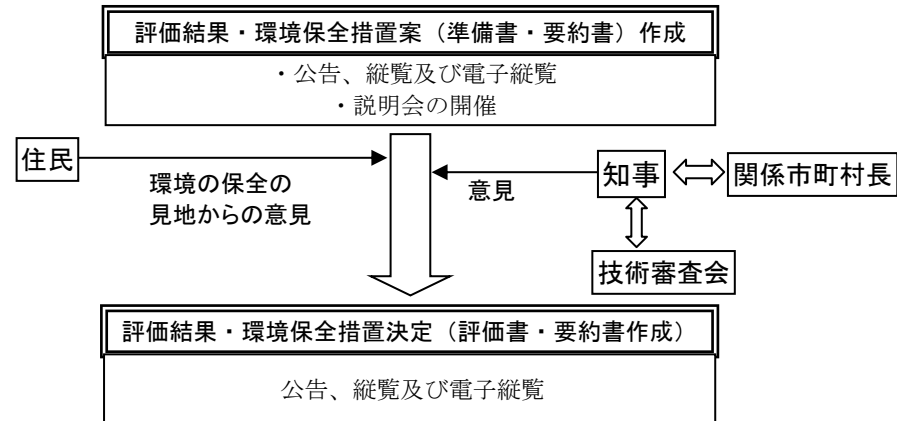 評価結果・環境保全措置案（準備書・要約書）作成
・公告、縦覧及び電子縦覧
・説明会の開催
住民
環境の保全の
見地からの意見
意見
知事
関係市町村長
技術審査会
評価結果・環境保全措置決定（評価書・要約書作成）
公告、縦覧及び電子縦覧